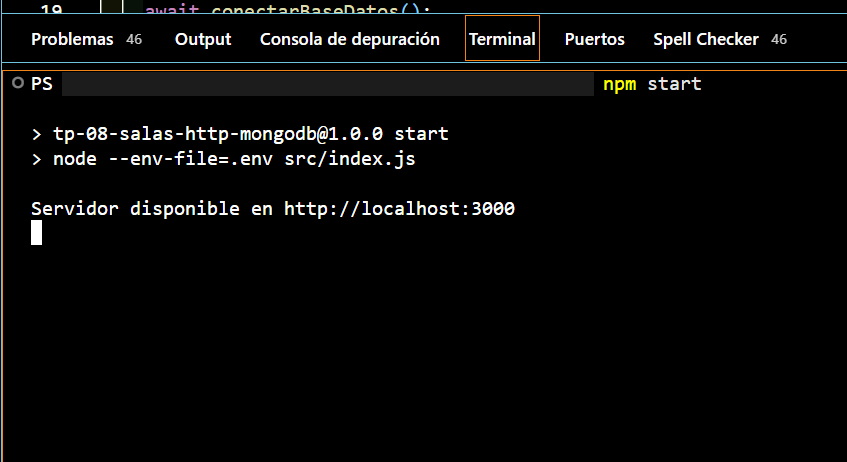 19 await conectarBaseDatos();
Problemas 46 Output Consola de depuración Terminal Puertos Spell Checker 46
PS npm start
> tp-08-salas-http-mongodb@1.0.0 start
> node --env-file=.env src/index.js
Servidor disponible en http://localhost:3000